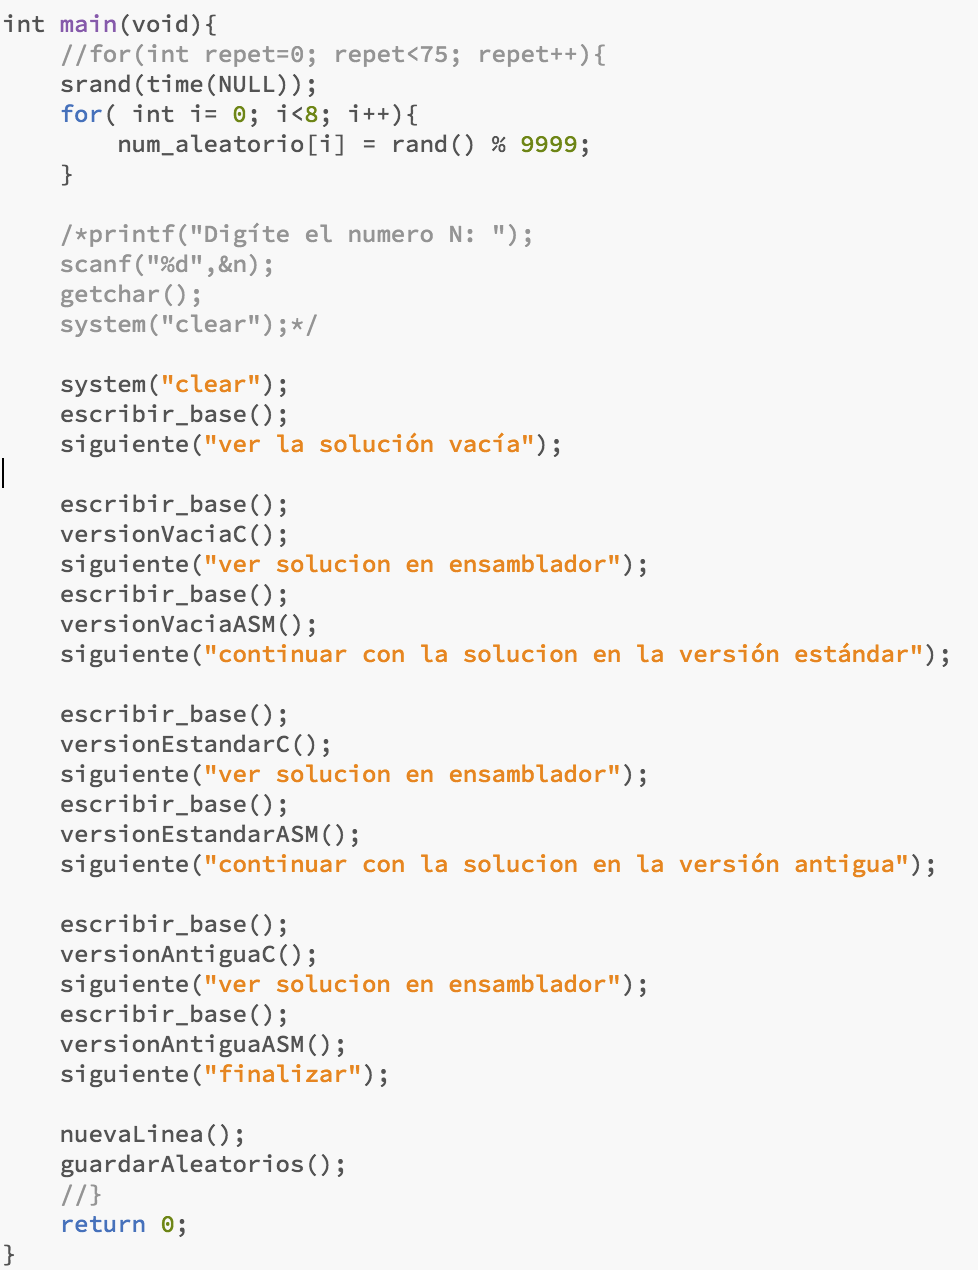 int main(void){
    //for(int repet=0; repet<75; repet++){
    srand(time(NULL));
    for( int i= 0; i<8; i++){
        num_aleatorio[i] = rand() % 9999;
    }
    /*printf("Digíte el numero N: ");
    scanf("%d",&n);
    getchar();
    system("clear");*/
    system("clear");
    escribir_base();
    siguiente("ver la solución vacía");
    escribir_base();
    versionVaciaC();
    siguiente("ver solucion en ensamblador");
    escribir_base();
    versionVaciaASM();
    siguiente("continuar con la solucion en la versión estándar");
    escribir_base();
    versionEstandarC();
    siguiente("ver solucion en ensamblador");
    escribir_base();
    versionEstandarASM();
    siguiente("continuar con la solucion en la versión antigua");
    escribir_base();
    versionAntiguaC();
    siguiente("ver solucion en ensamblador");
    escribir_base();
    versionAntiguaASM();
    siguiente("finalizar");
    nuevaLinea();
    guardarAleatorios();
    //}
    return 0;
}